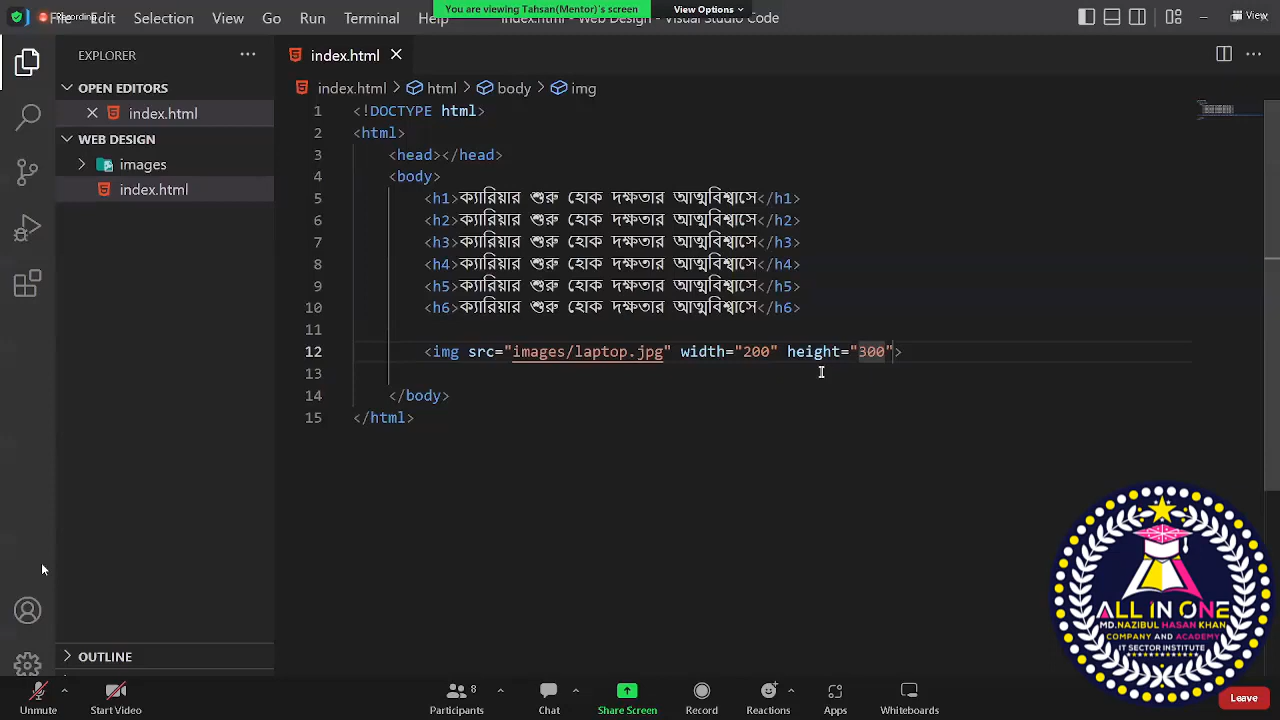 You are viewing Tahsan(Mentor)'s screen
View Options
Selection View Go Run Terminal Help
Web Design - Visual Studio Code
View
EXPLORER
index.html
OPEN EDITORS
index.html
WEB DESIGN
images
index.html
OUTLINE
index.html > html > body > img
1 <!DOCTYPE html>
2 <html>
3 <head></head>
4 <body>
5 <h1>ক্যারিয়ার শুরু হোক দক্ষতার আত্মবিশ্বাসে</h1>
6 <h2>ক্যারিয়ার শুরু হোক দক্ষতার আত্মবিশ্বাসে</h2>
7 <h3>ক্যারিয়ার শুরু হোক দক্ষতার আত্মবিশ্বাসে</h3>
8 <h4>ক্যারিয়ার শুরু হোক দক্ষতার আত্মবিশ্বাসে</h4>
9 <h5>ক্যারিয়ার শুরু হোক দক্ষতার আত্মবিশ্বাসে</h5>
10 <h6>ক্যারিয়ার শুরু হোক দক্ষতার আত্মবিশ্বাসে</h6>
11
12 <img src="images/laptop.jpg" width="200" height="300">
13
14 </body>
15 </html>
ALL IN ONE
MD.NAZIBUL HASAN KHAN
COMPANY AND ACADEMY
IT SECTOR INSTITUTE
Unmute
Start Video
8
Participants
Chat
Share Screen
Record
Reactions
Apps
Whiteboards
Leave